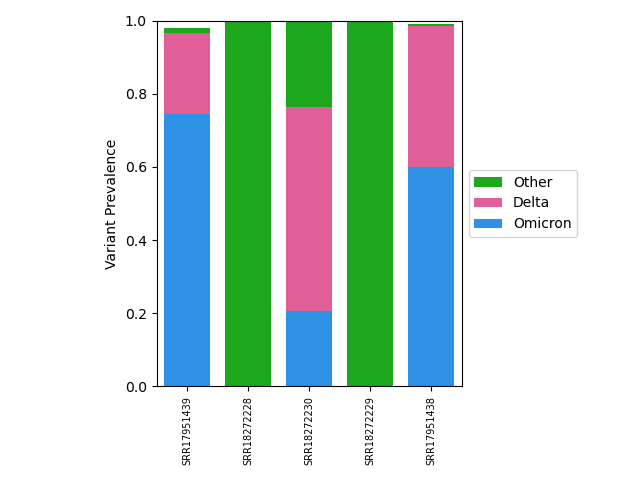 1.0
0.8
0.6
0.4
0.2
0.0
Variant Prevalence
SRR17951439
SRR18272228
SRR18272230
SRR18272229
SRR17951438
Other
Delta
Omicron